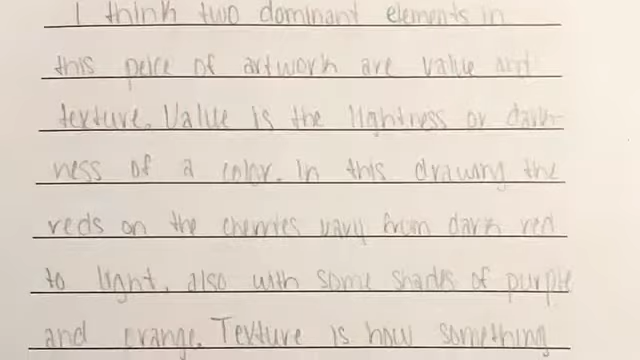 I think two dominant elements in
this peice of artwork are value and
texture. Value is the lightness or dark-
ness of a color. In this drawing the
reds on the cherries vary from dark red
to light, also with some shades of purple
and orange. Texture is how something